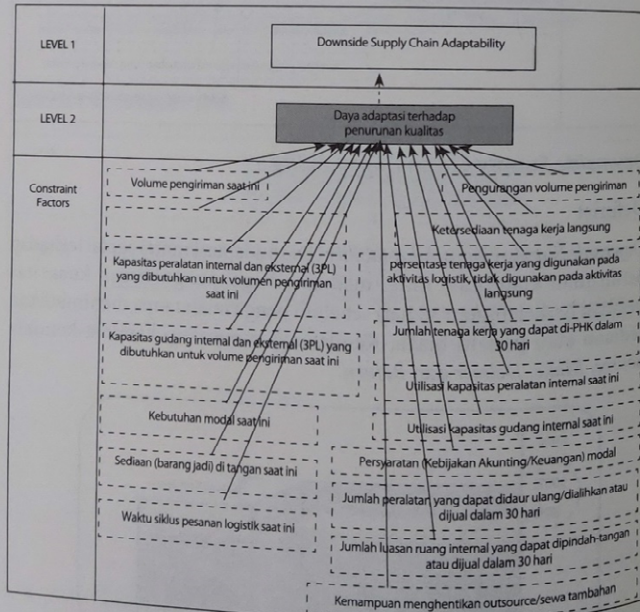 LEVEL 1
Downside Supply Chain Adaptability
LEVEL 2
Daya adaptasi terhadap
penurunan kualitas
Constraint
Factors
Volume pengiriman saat ini
Kapasitas peralatan internal dan eksternal (3PL)
yang dibutuhkan untuk volumen pengiriman
saat ini
Kapasitas gudang internal dan eksternal (3PL) yang
dibutuhkan untuk volume pengiriman saat ini
Kebutuhan modal saat ini
Sediaan (barang jadi) di tangan saat ini
Waktu siklus pesanan logistik saat ini
Pengurangan volume pengiriman
Ketersediaan tenaga kerja langsung
persentase tenaga kerja yang digunakan pada
aktivitas logistik, tidak digunakan pada aktivitas
langsung
Jumlah tenaga kerja yang dapat di-PHK dalam
30 hari
Utilisasi kapasitas peralatan internal saat ini
Utilisasi kapasitas gudang internal saat ini
Persyaratan (Kebijakan Akunting/Keuangan) modal
Jumlah peralatan yang dapat didaur ulang/dialihkan atau
dijual dalam 30 hari
Jumlah luasan ruang internal yang dapat dipindah-tangan
atau dijual dalam 30 hari
Kemampuan menghentikan outsource/sewa tambahan